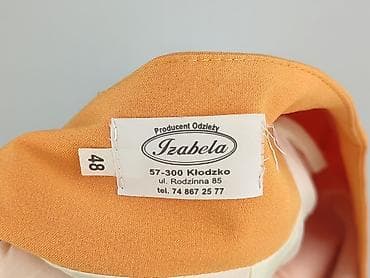 Producent Odzieży
Izabela
57-300 Kłodzko
ul. Rodzinna 85
tel. 74 867 25 77
48